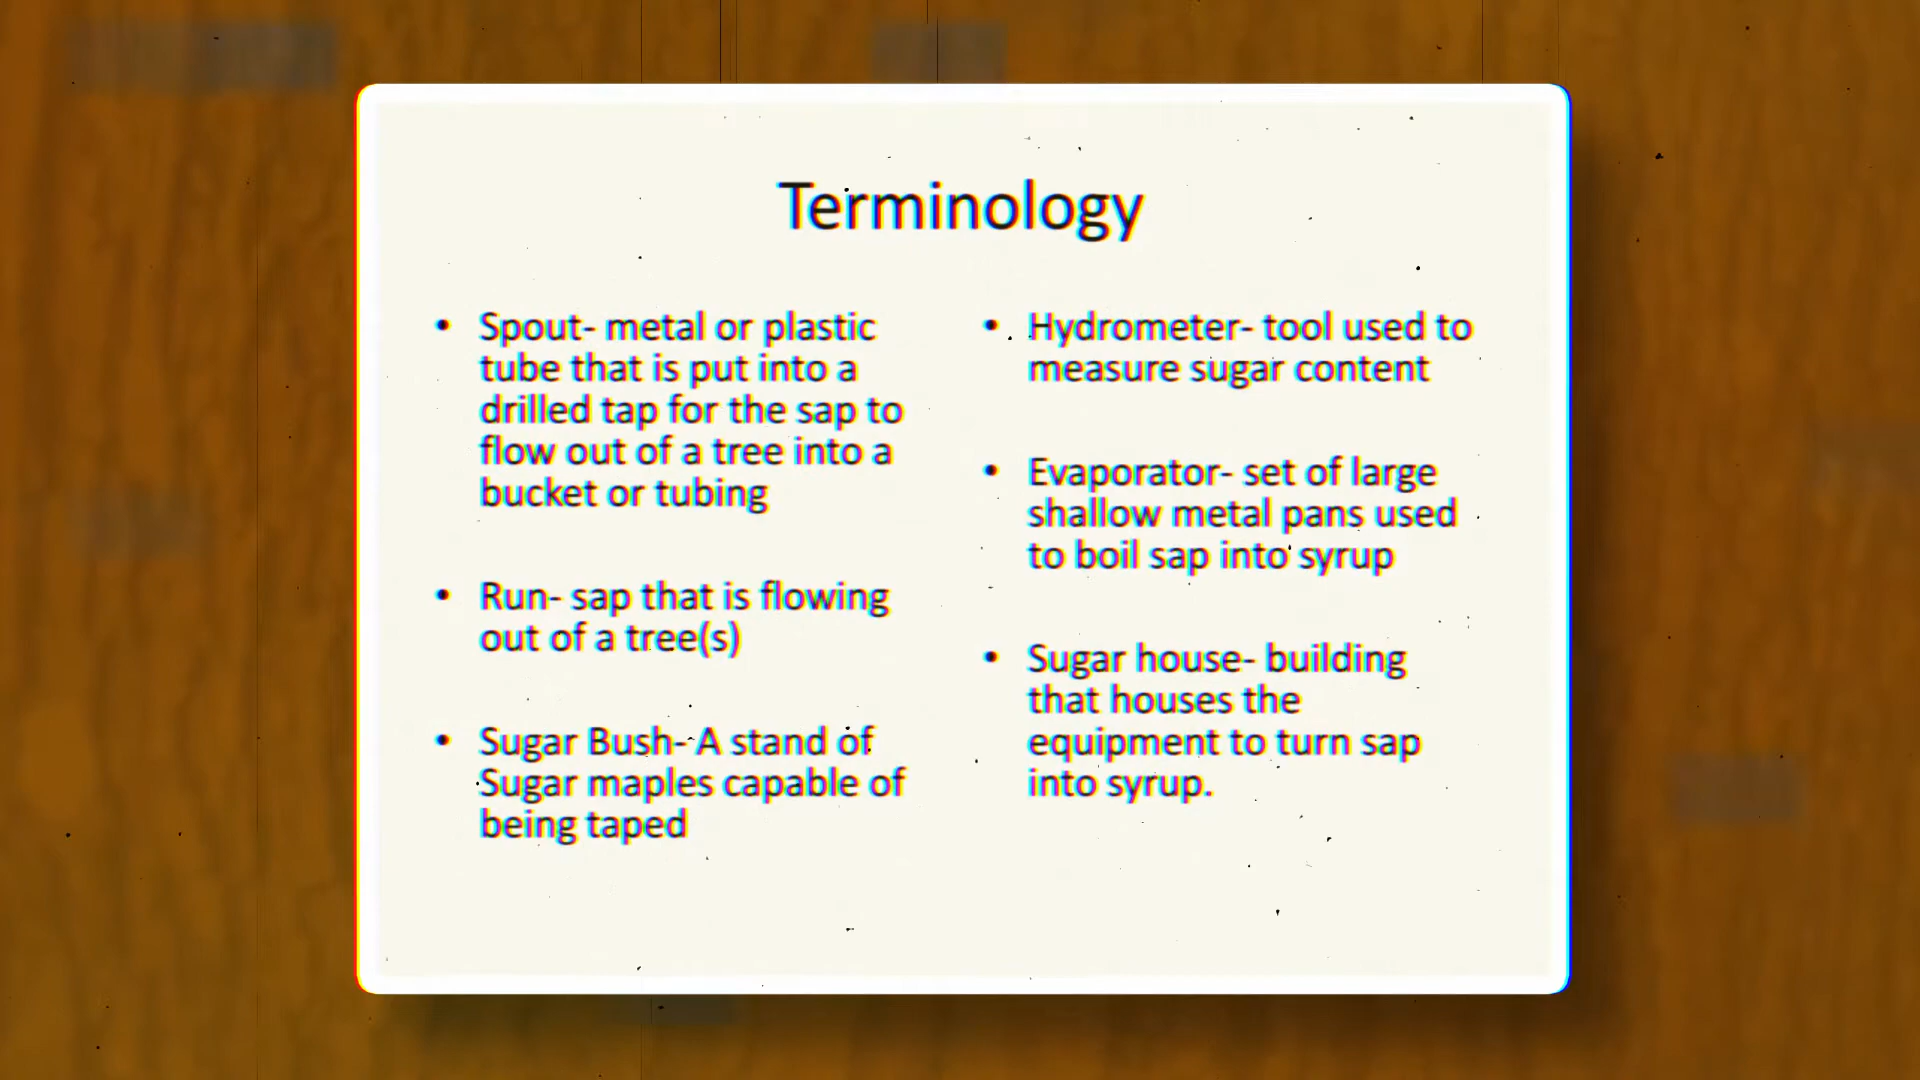 Terminology
• Spout- metal or plastic
tube that is put into a
drilled tap for the sap to
flow out of a tree into a
bucket or tubing
• Run- sap that is flowing
out of a tree(s)
• Sugar Bush- A stand of
Sugar maples capable of
being taped
• Hydrometer- tool used to
measure sugar content
• Evaporator- set of large
shallow metal pans used
to boil sap into syrup
• Sugar house- building
that houses the
equipment to turn sap
into syrup.